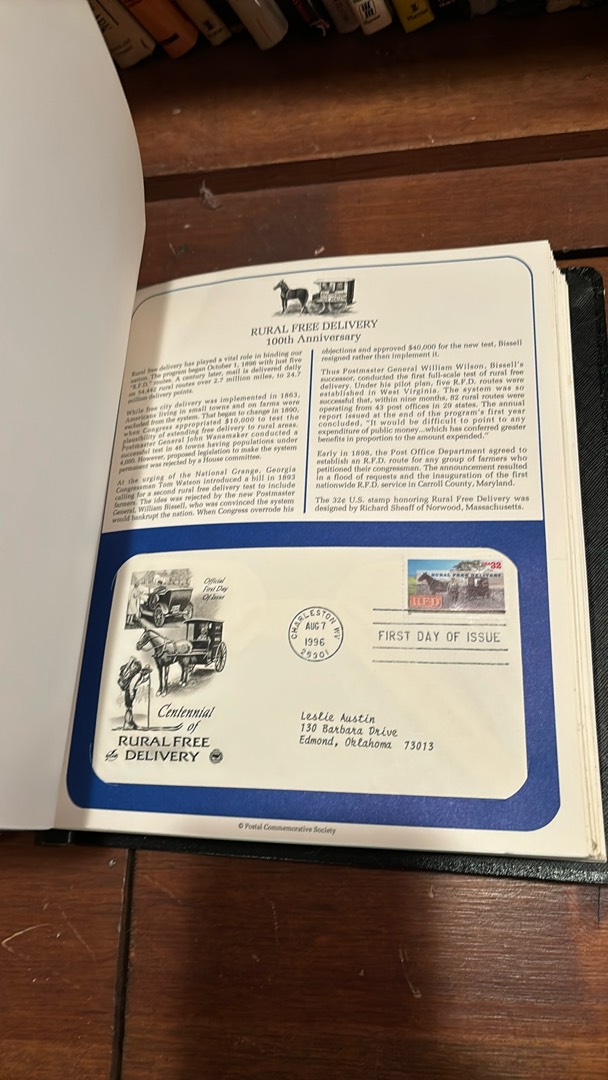 RURAL FREE DELIVERY
100th Anniversary
Rural free delivery has played a vital role in binding our
nation. The program began October 1, 1896 with just five
"R.F.D." routes. A century later, mail is delivered daily
on 54,442 rural routes over 2.7 million miles, to 24.7
million delivery points.
While free city delivery was implemented in 1863,
Americans living in small towns and on farms were
excluded from the system. That began to change in 1890,
when Congress appropriated $10,000 to test the
plausibility of extending free delivery to rural areas.
Postmaster General John Wanamaker conducted a
successful test in 46 towns having populations under
4,000. However, proposed legislation to make the system
permanent was rejected by a House committee.
At the urging of the National Grange, Georgia
Congressman Tom Watson introduced a bill in 1893
calling for a second rural free delivery test to include
farmers. The idea was rejected by the new Postmaster
General, William Bissell, who was convinced the system
would bankrupt the nation. When Congress overrode his
objections and approved $40,000 for the new test, Bissell
resigned rather than implement it.
Thus Postmaster General William Wilson, Bissell's
successor, conducted the first full-scale test of rural free
delivery. Under his pilot plan, five R.F.D. routes were
established in West Virginia. The system was so
successful that, within nine months, 82 rural routes were
operating from 43 post offices in 29 states. The annual
report issued at the end of the program's first year
concluded, "It would be difficult to point to any
expenditure of public money...which has conferred greater
benefits in proportion to the amount expended."
Early in 1898, the Post Office Department agreed to
establish an R.F.D. route for any group of farmers who
petitioned their congressman. The announcement resulted
in a flood of requests and the inauguration of the first
nationwide R.F.D. service in Carroll County, Maryland.
The 32¢ U.S. stamp honoring Rural Free Delivery was
designed by Richard Sheaff of Norwood, Massachusetts.
Official
First Day
Of Issue
CHARLESTON WV
AUG 7
1996
25301
USA 32
RURAL FREE DELIVERY
RFD
FIRST DAY OF ISSUE
Centennial
of
RURAL FREE
DELIVERY
Leslie Austin
130 Barbara Drive
Edmond, Oklahoma 73013
© Postal Commemorative Society